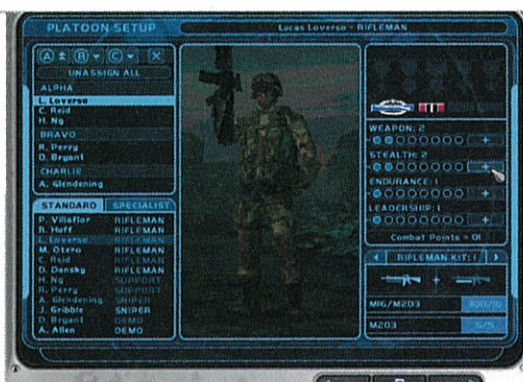 PLATOON SETUP
Lucas Loverso - RIFLEMAN
A B C X
UNASSIGN ALL
ALPHA
L. Loverso
C. Reid
H. Ng
BRAVO
R. Perry
D. Bryant
CHARLIE
A. Glendening
STANDARD SPECIALIST
P. Villaflor RIFLEMAN
R. Huff RIFLEMAN
L. Loverso RIFLEMAN
M. Otero RIFLEMAN
C. Reid RIFLEMAN
D. Dansky RIFLEMAN
H. Ng SUPPORT
R. Perry SUPPORT
A. Glendening SNIPER
J. Gribble SNIPER
D. Bryant DEMO
A. Allen DEMO
WEAPON: 2
STEALTH: 2
ENDURANCE: 1
LEADERSHIP: 1
Combat Points = 01
RIFLEMAN KIT: 1
M16/M203 300/10
M203 5/5